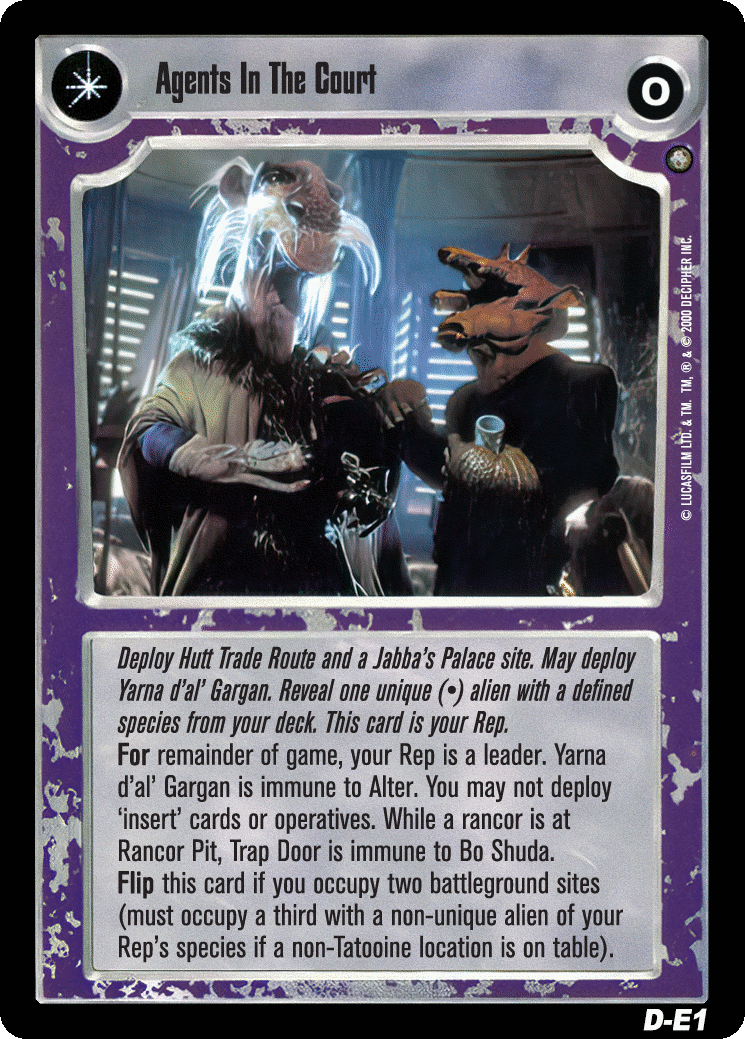 Agents In The Court
0
© LUCASFILM LTD. & TM. TM, ® & © 2000 DECIPHER INC.
Deploy Hutt Trade Route and a Jabba's Palace site. May deploy
Yarna d'al' Gargan. Reveal one unique (•) alien with a defined
species from your deck. This card is your Rep.
For remainder of game, your Rep is a leader. Yarna
d'al' Gargan is immune to Alter. You may not deploy
'insert' cards or operatives. While a rancor is at
Rancor Pit, Trap Door is immune to Bo Shuda.
Flip this card if you occupy two battleground sites
(must occupy a third with a non-unique alien of your
Rep's species if a non-Tatooine location is on table).
D-E1